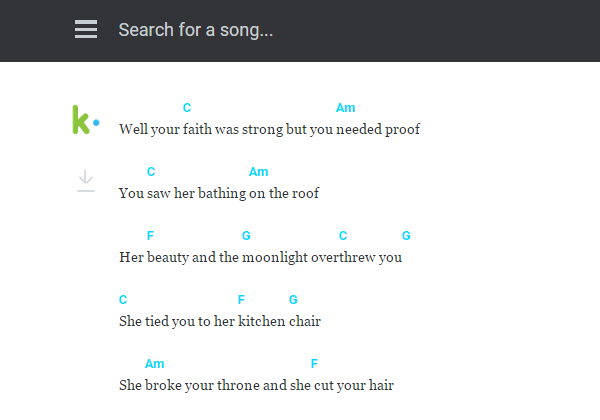 Search for a song...
C Am
k. Well your faith was strong but you needed proof
C Am
You saw her bathing on the roof
F G C G
Her beauty and the moonlight overthrew you
C F G
She tied you to her kitchen chair
Am F
She broke your throne and she cut your hair